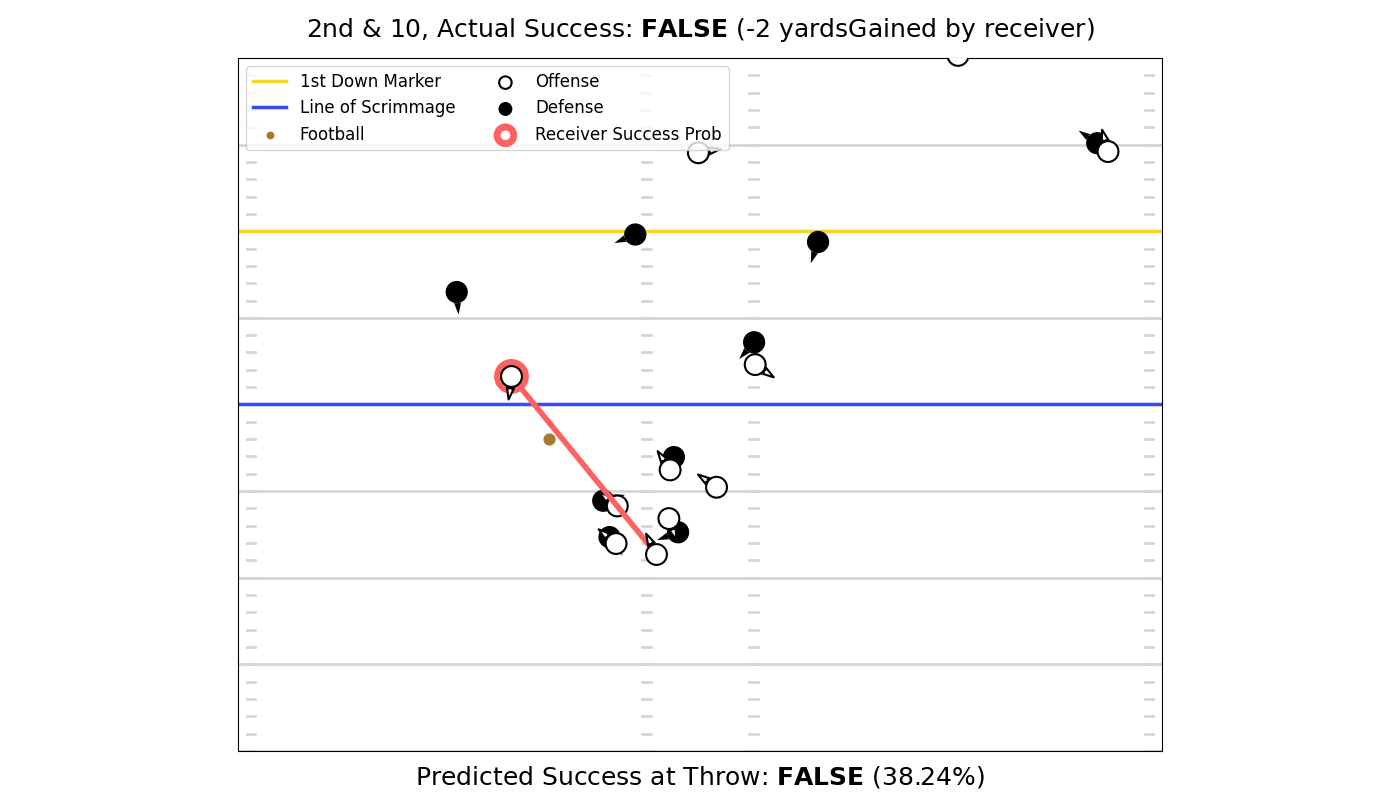 2nd & 10, Actual Success: FALSE (-2 yardsGained by receiver)
1st Down Marker
Line of Scrimmage
Football
Offense
Defense
Receiver Success Prob
Predicted Success at Throw: FALSE (38.24%)